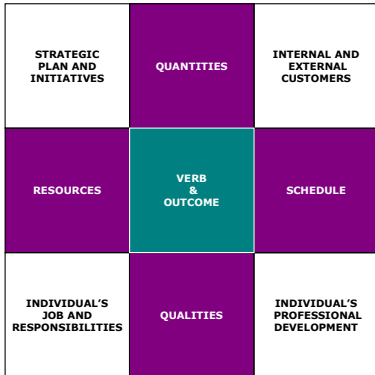 STRATEGIC
PLAN AND
INITIATIVES
QUANTITIES
INTERNAL AND
EXTERNAL
CUSTOMERS
RESOURCES
VERB
&
OUTCOME
SCHEDULE
INDIVIDUAL'S
JOB AND
RESPONSIBILITIES
QUALITIES
INDIVIDUAL'S
PROFESSIONAL
DEVELOPMENT